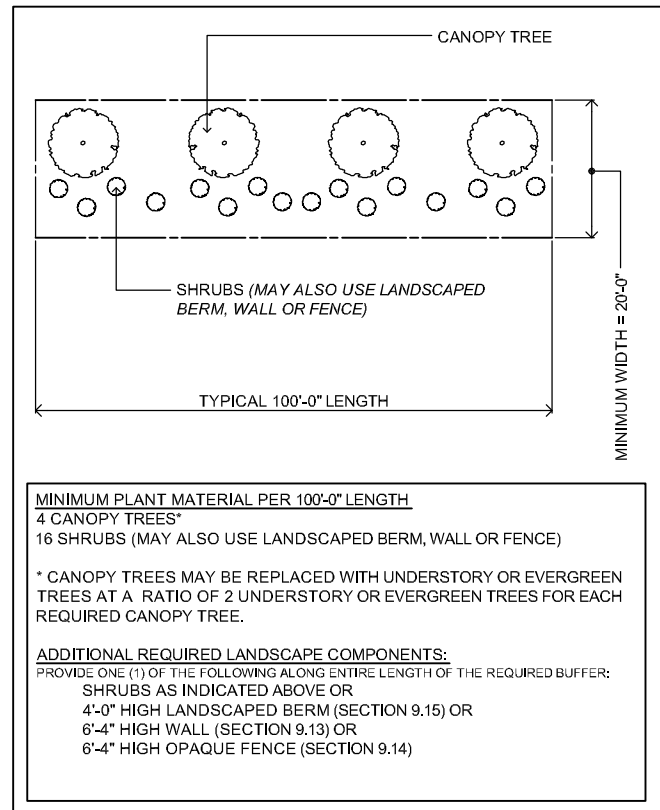 CANOPY TREE
SHRUBS (MAY ALSO USE LANDSCAPED
BERM, WALL OR FENCE)
MINIMUM WIDTH = 20'-0"
TYPICAL 100'-0" LENGTH
MINIMUM PLANT MATERIAL PER 100'-0" LENGTH
4 CANOPY TREES*
16 SHRUBS (MAY ALSO USE LANDSCAPED BERM, WALL OR FENCE)
* CANOPY TREES MAY BE REPLACED WITH UNDERSTORY OR EVERGREEN
TREES AT A RATIO OF 2 UNDERSTORY OR EVERGREEN TREES FOR EACH
REQUIRED CANOPY TREE.
ADDITIONAL REQUIRED LANDSCAPE COMPONENTS:
PROVIDE ONE (1) OF THE FOLLOWING ALONG ENTIRE LENGTH OF THE REQUIRED BUFFER:
SHRUBS AS INDICATED ABOVE OR
4'-0" HIGH LANDSCAPED BERM (SECTION 9.15) OR
6'-4" HIGH WALL (SECTION 9.13) OR
6'-4" HIGH OPAQUE FENCE (SECTION 9.14)